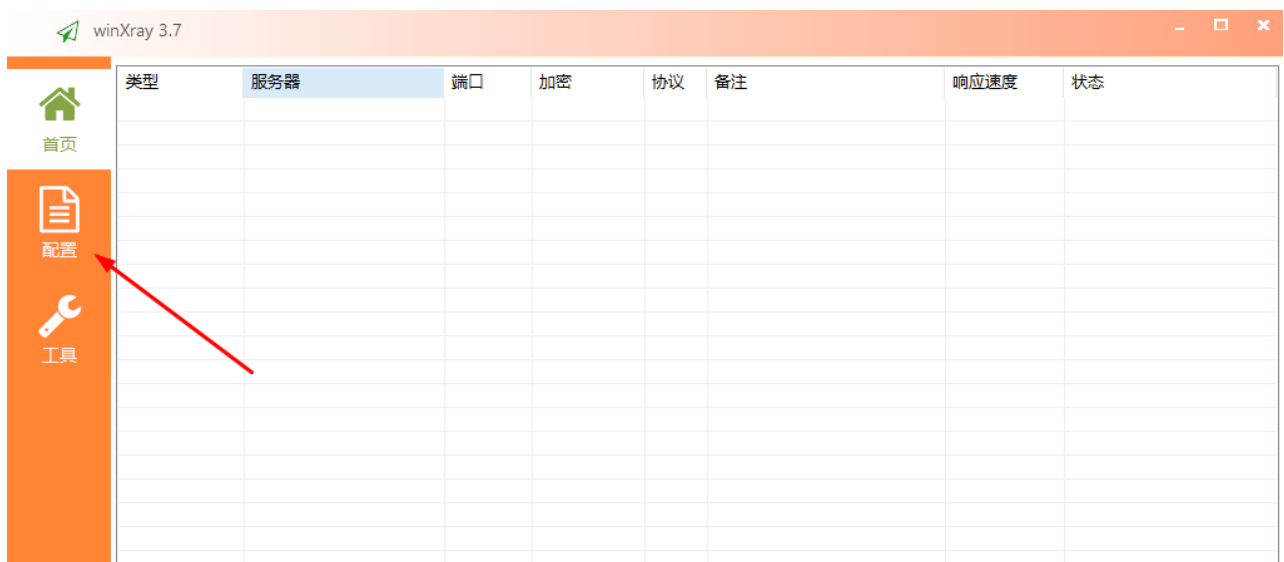 winXray 3.7
类型 服务器 端口 加密 协议 备注 响应速度 状态
首页
配置
工具